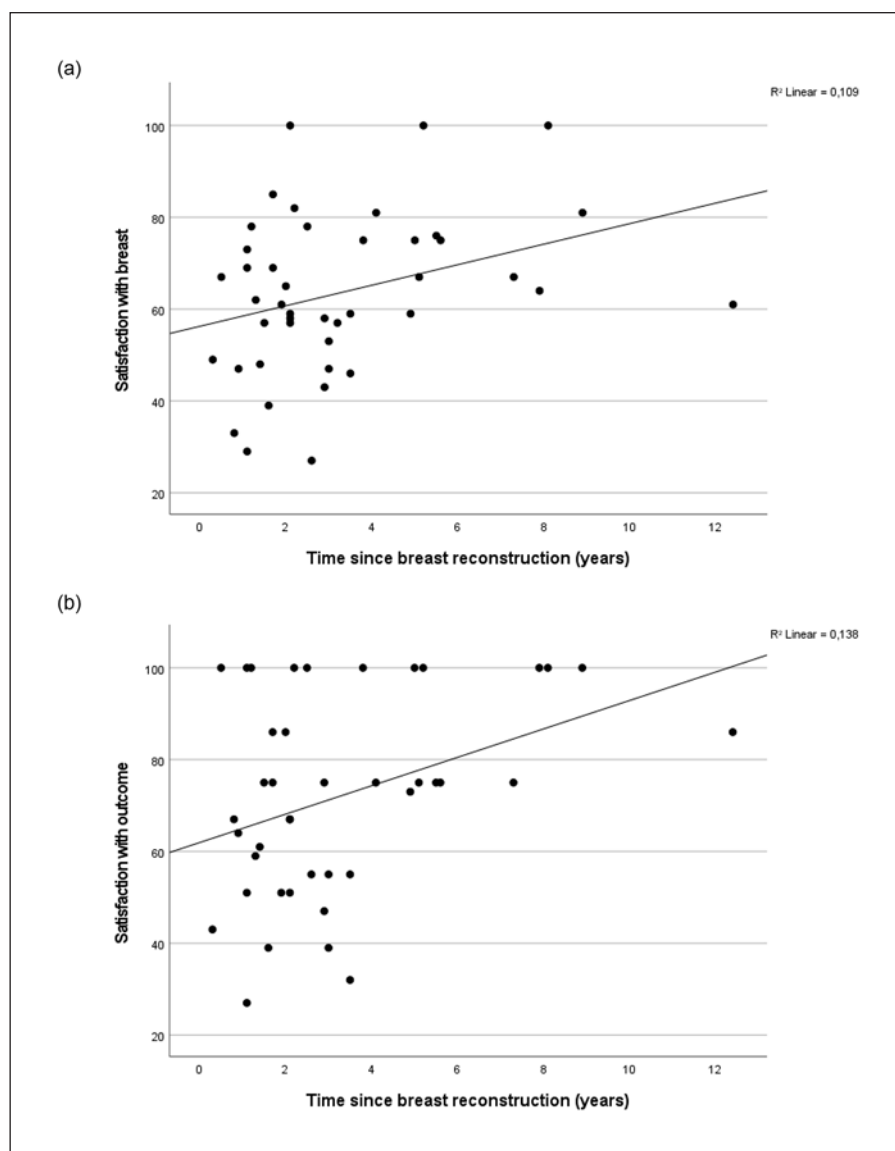 (a)
R² Linear = 0,109
100
80
60
40
20
Satisfaction with breast
0 2 4 6 8 10 12
Time since breast reconstruction (years)
(b)
R² Linear = 0,138
100
80
60
40
20
Satisfaction with outcome
0 2 4 6 8 10 12
Time since breast reconstruction (years)